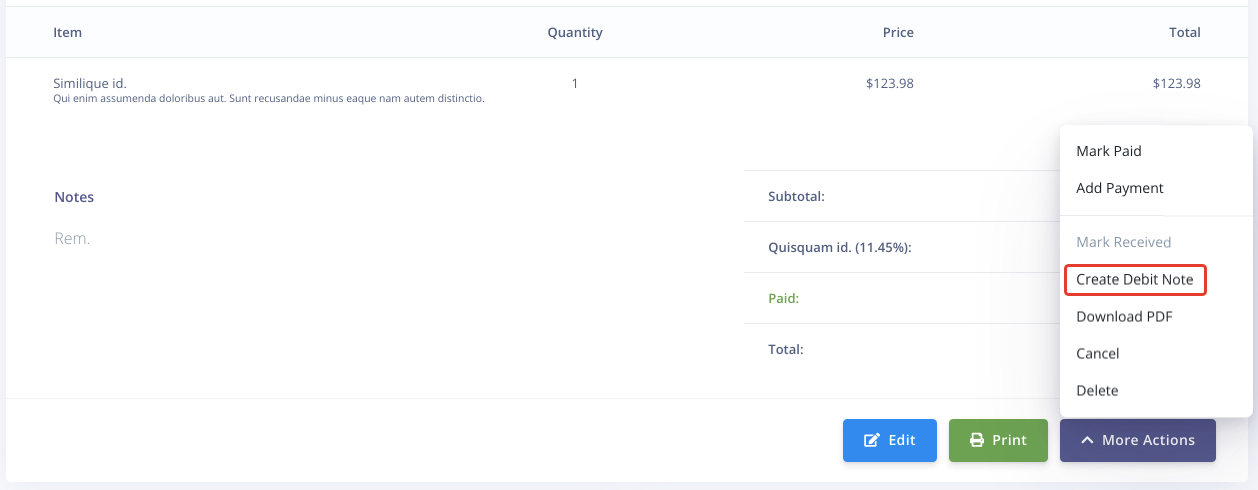 Item Quantity Price Total
Similique id. 1 $123.98 $123.98
Qui enim assumenda doloribus aut. Sunt recusandae minus eaque nam autem distinctio.
Mark Paid
Add Payment
Notes Subtotal:
Rem. Quisquam id. (11.45%):
Mark Received
Create Debit Note
Paid:
Download PDF
Total:
Cancel
Delete
Edit Print More Actions